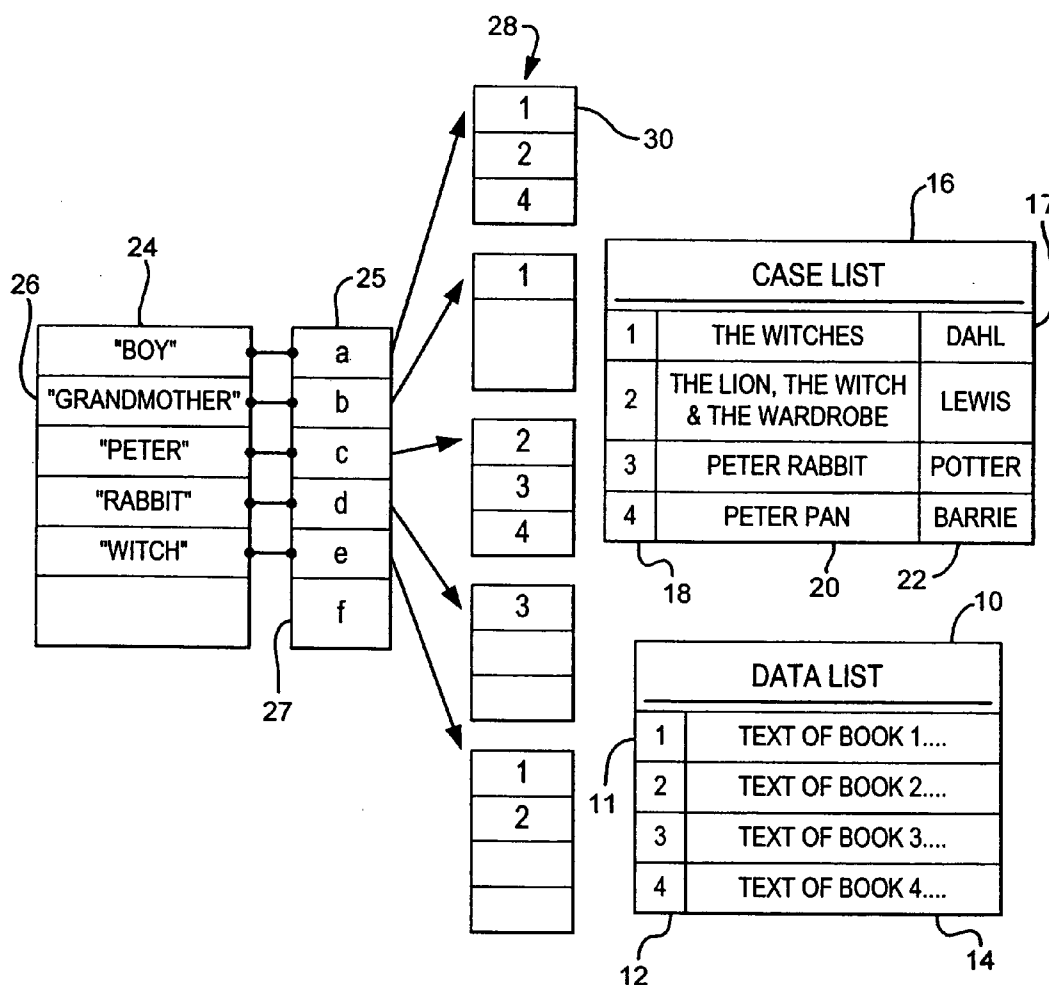 28
1
2
4
30
16
17
CASE LIST
1 THE WITCHES DAHL
2 THE LION, THE WITCH & THE WARDROBE LEWIS
3 PETER RABBIT POTTER
4 PETER PAN BARRIE
18 20 22
24
25
26
"BOY" a
"GRANDMOTHER" b
"PETER" c
"RABBIT" d
"WITCH" e
f
27
1
2
3
4
3
1
2
10
DATA LIST
1 TEXT OF BOOK 1....
2 TEXT OF BOOK 2....
3 TEXT OF BOOK 3....
4 TEXT OF BOOK 4....
11
12
14